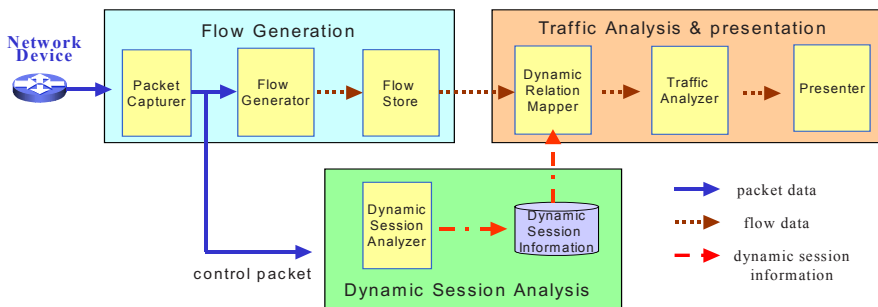 Flow Generation
Traffic Analysis & presentation
Network
Device
Packet
Capturer
Flow
Generator
Flow
Store
Dynamic
Relation
Mapper
Traffic
Analyzer
Presenter
Dynamic
Session
Analyzer
Dynamic
Session
Information
control packet
Dynamic Session Analysis
packet data
flow data
dynamic session
information